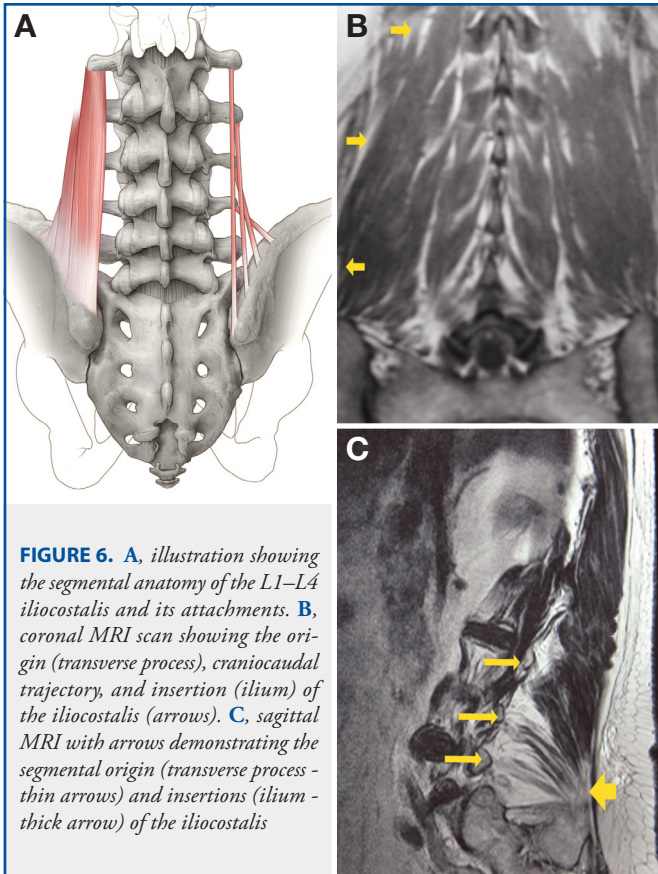 A
B
C
FIGURE 6. A, illustration showing
the segmental anatomy of the L1–L4
iliocostalis and its attachments. B,
coronal MRI scan showing the ori-
gin (transverse process), craniocaudal
trajectory, and insertion (ilium) of
the iliocostalis (arrows). C, sagittal
MRI with arrows demonstrating the
segmental origin (transverse process -
thin arrows) and insertions (ilium -
thick arrow) of the iliocostalis